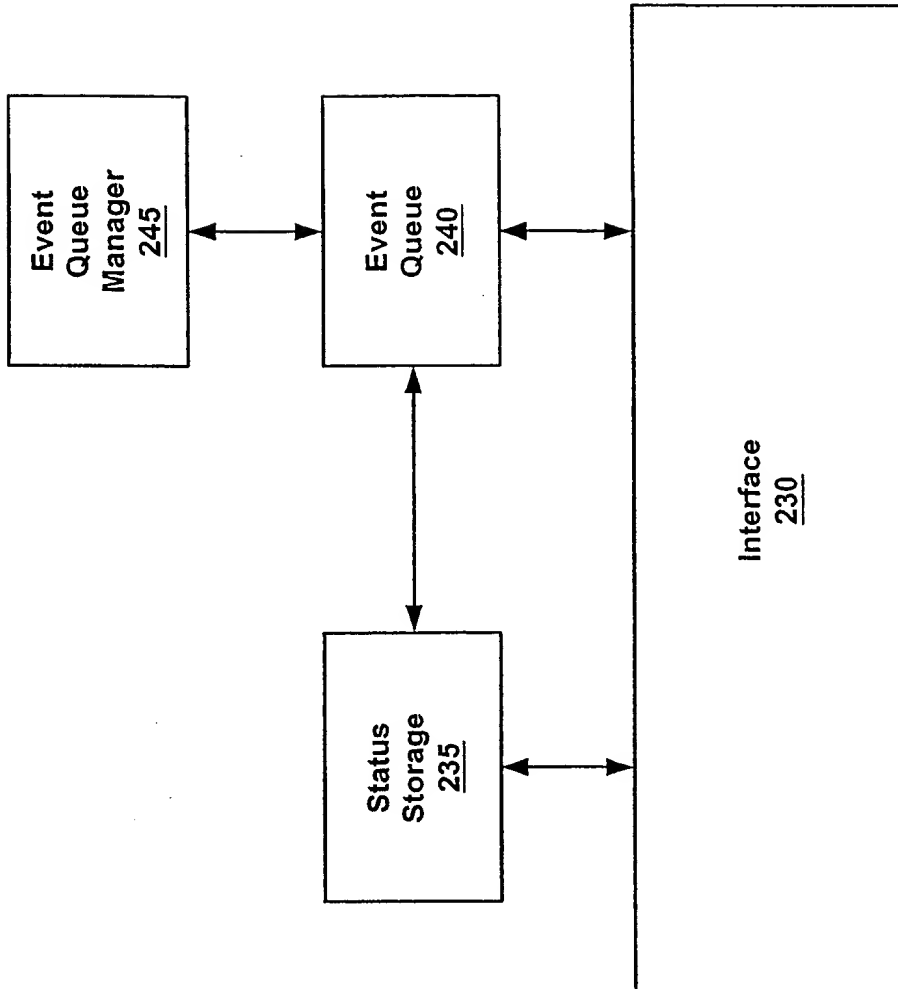 Event
Queue
Manager
245
Event
Queue
240
Status
Storage
235
Interface
230